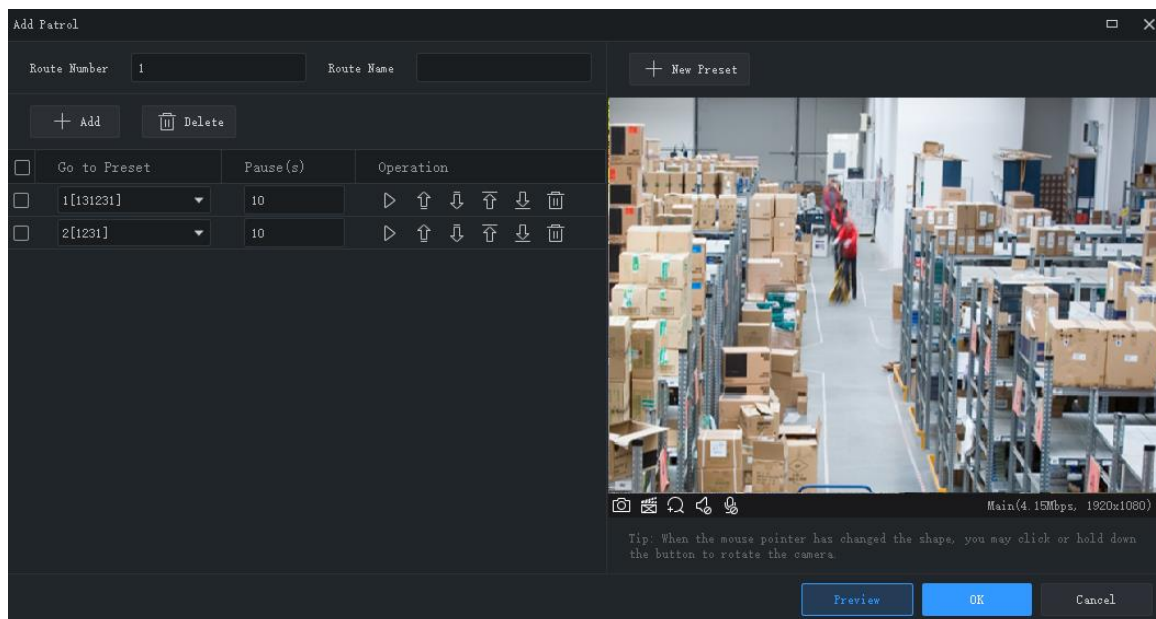 Add Patrol
Route Number 1 Route Name
New Preset
Add Delete
Go to Preset Pause(s) Operation
1[131231] 10
2[1231] 10
Main(4.15Mbps, 1920x1080)
Tip: When the mouse pointer has changed the shape, you may click or hold down
the button to rotate the camera.
Preview OK Cancel